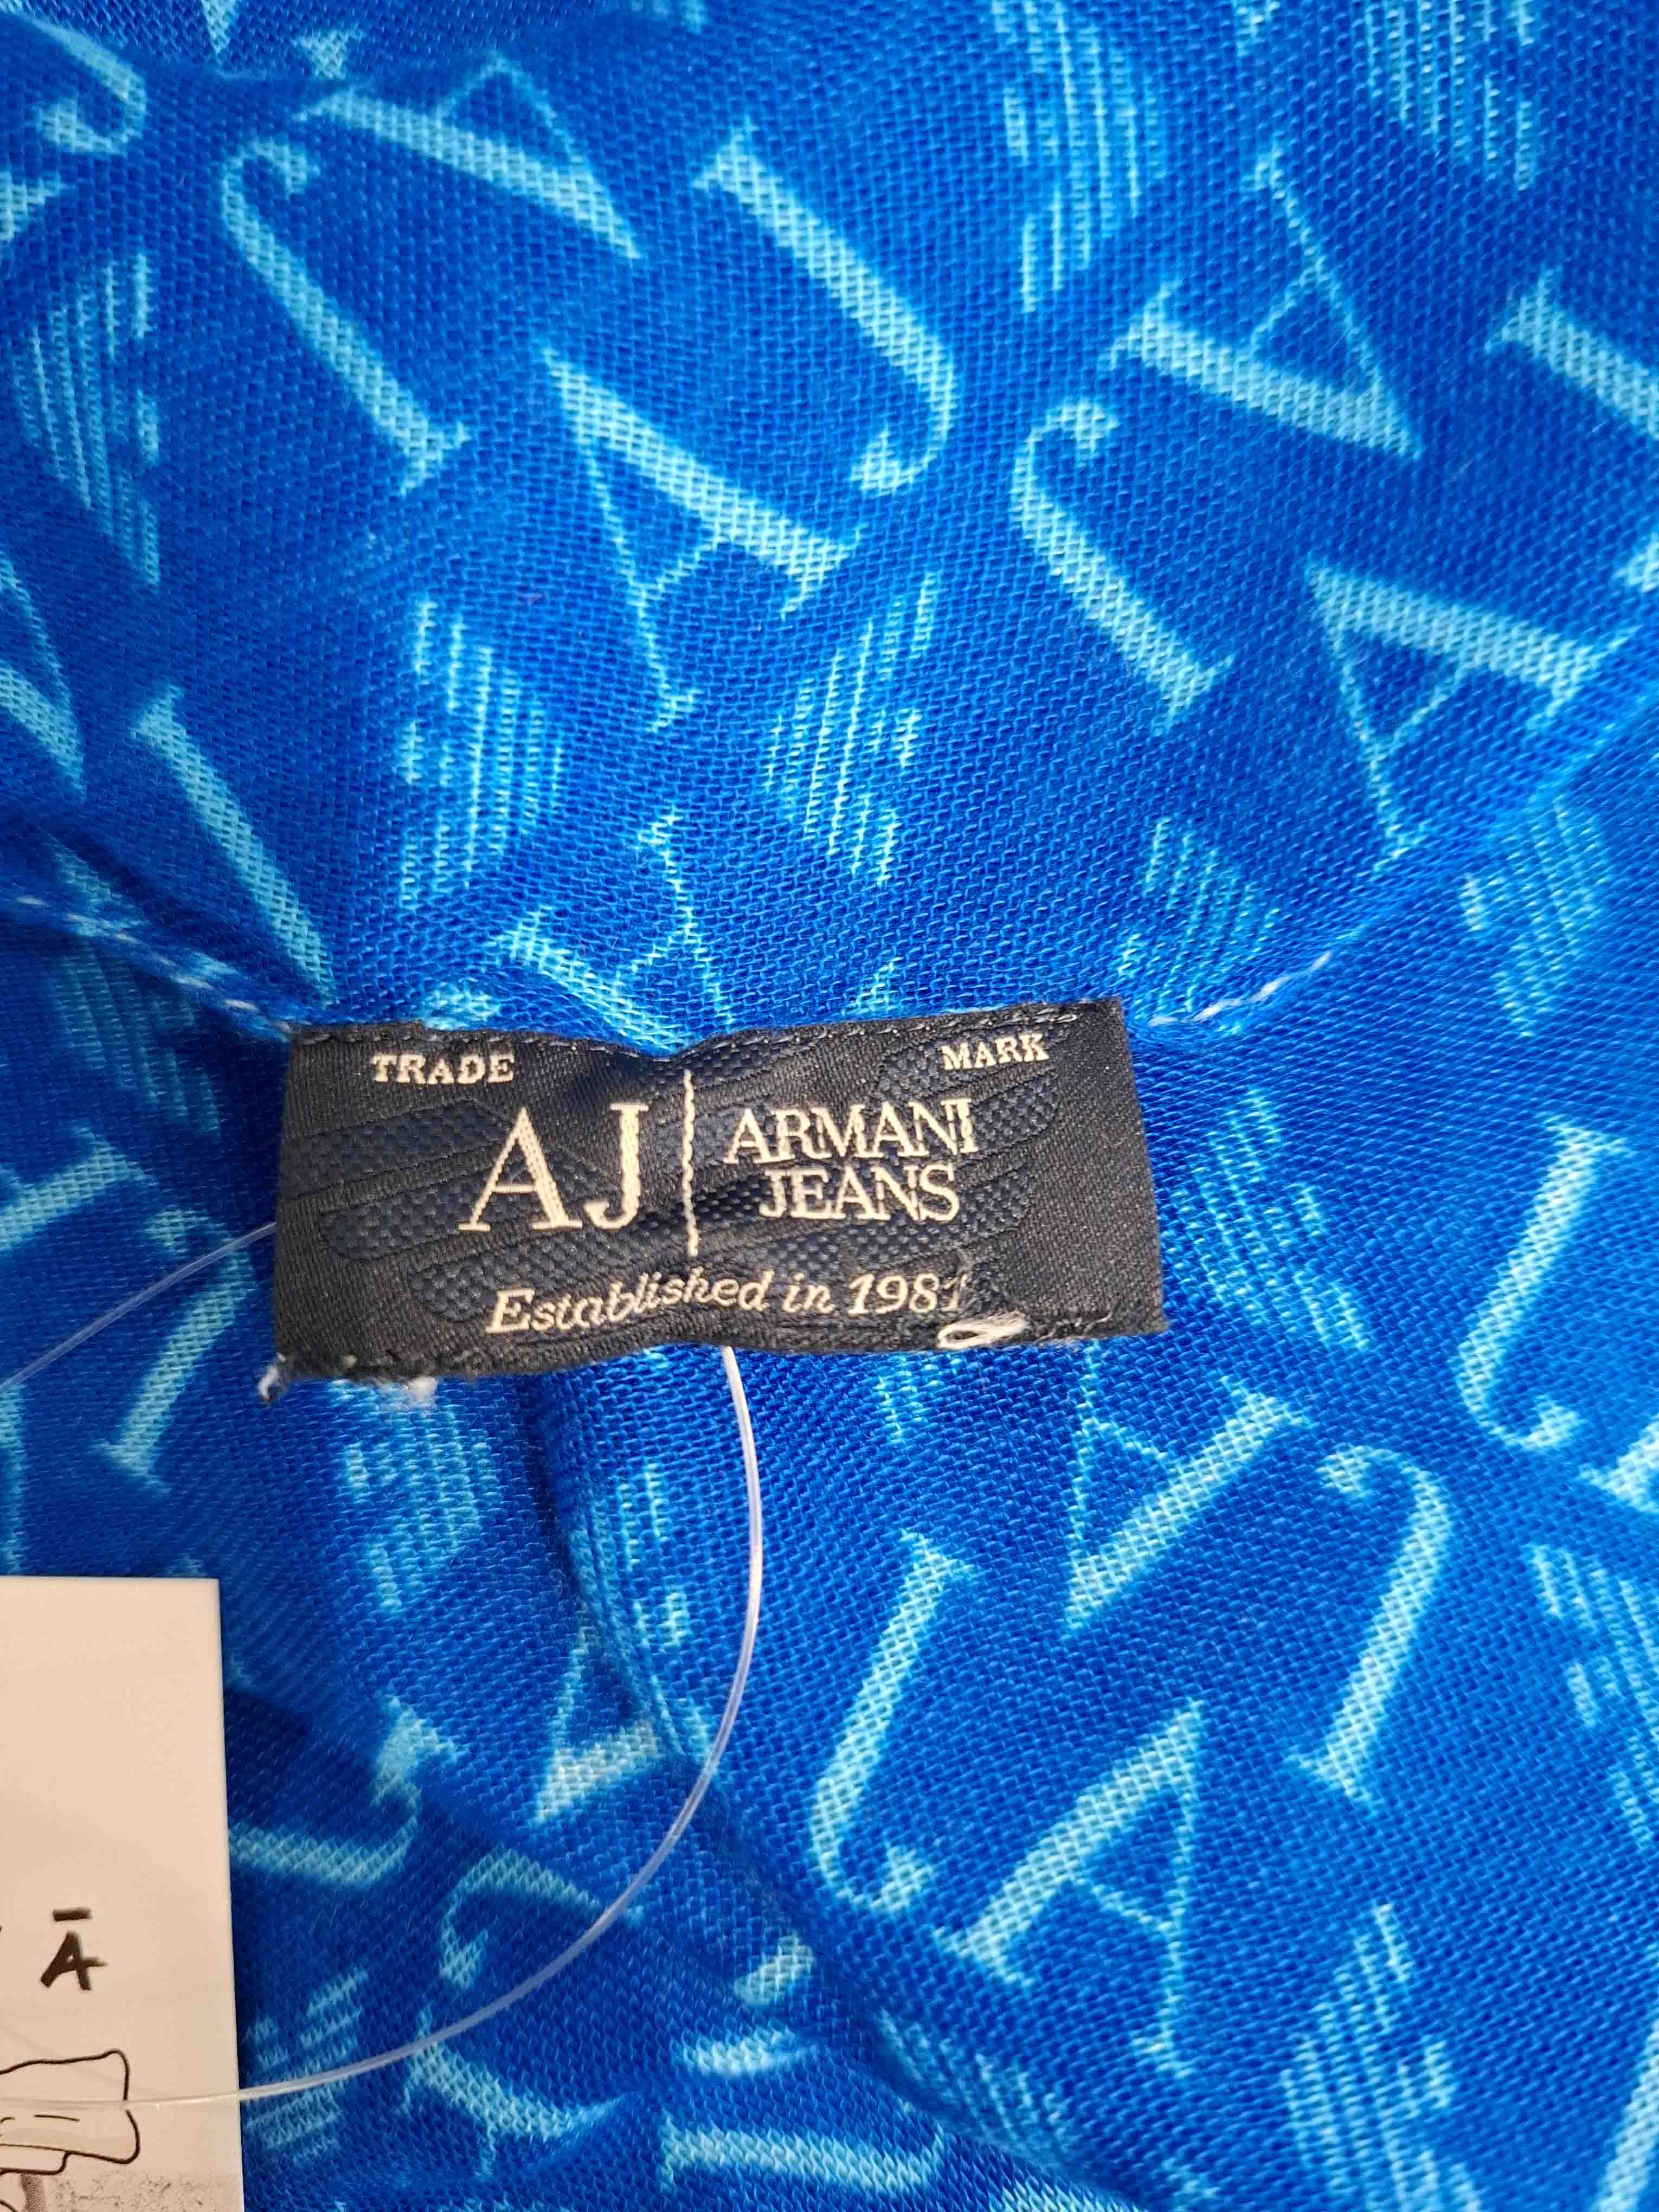 TRADE MARK
AJ ARMANI
JEANS
Established in 1981
Ā